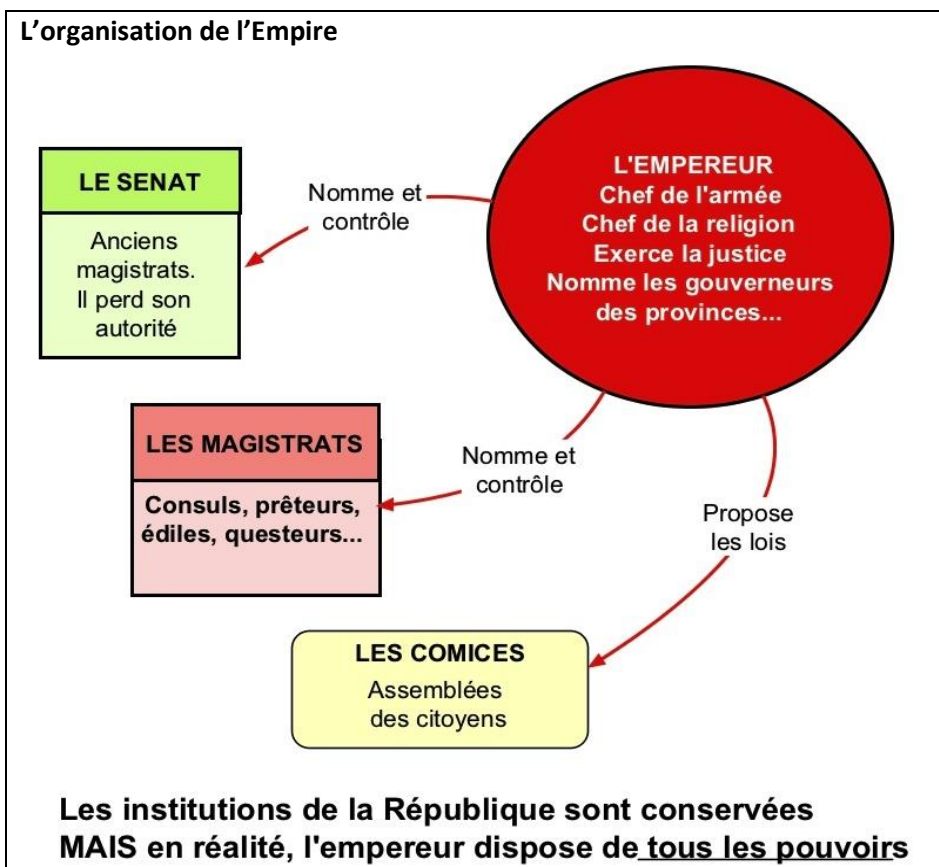 L’organisation de l’Empire
LE SENAT
Anciens
magistrats.
Il perd son
autorité
Nomme et
contrôle
L'EMPEREUR
Chef de l'armée
Chef de la religion
Exerce la justice
Nomme les gouverneurs
des provinces...
LES MAGISTRATS
Consuls, prêteurs,
édiles, questeurs...
Nomme et
contrôle
Propose
les lois
LES COMICES
Assemblées
des citoyens
Les institutions de la République sont conservées
MAIS en réalité, l'empereur dispose de tous les pouvoirs